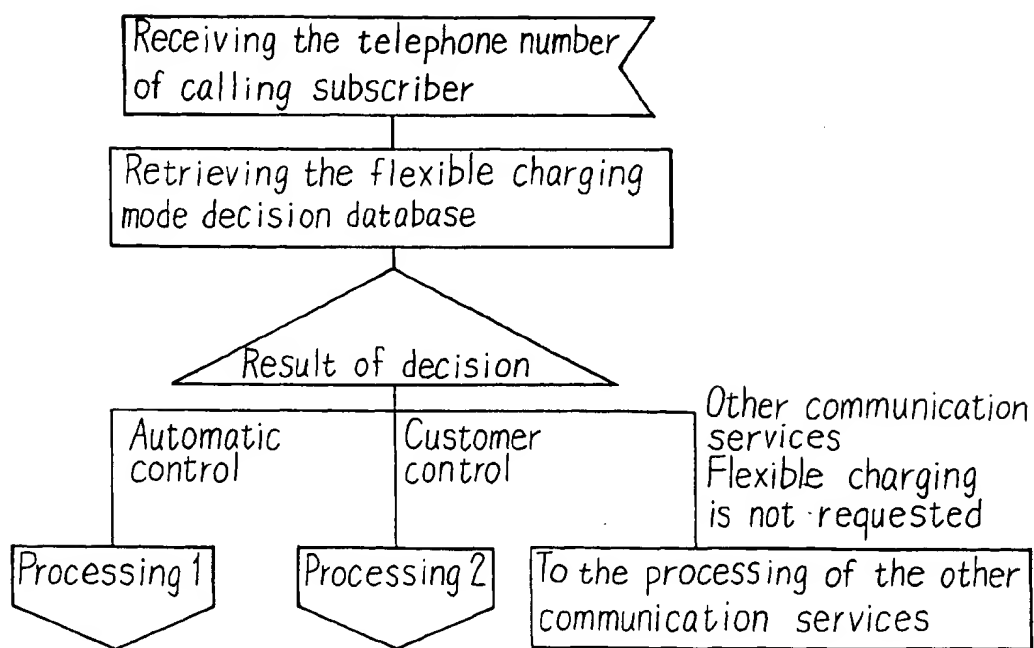 Receiving the telephone number
of calling subscriber
Retrieving the flexible charging
mode decision database
Result of decision
Automatic
control
Customer
control
Other communication
services
Flexible charging
is not requested
Processing 1
Processing 2
To the processing of the other
communication services